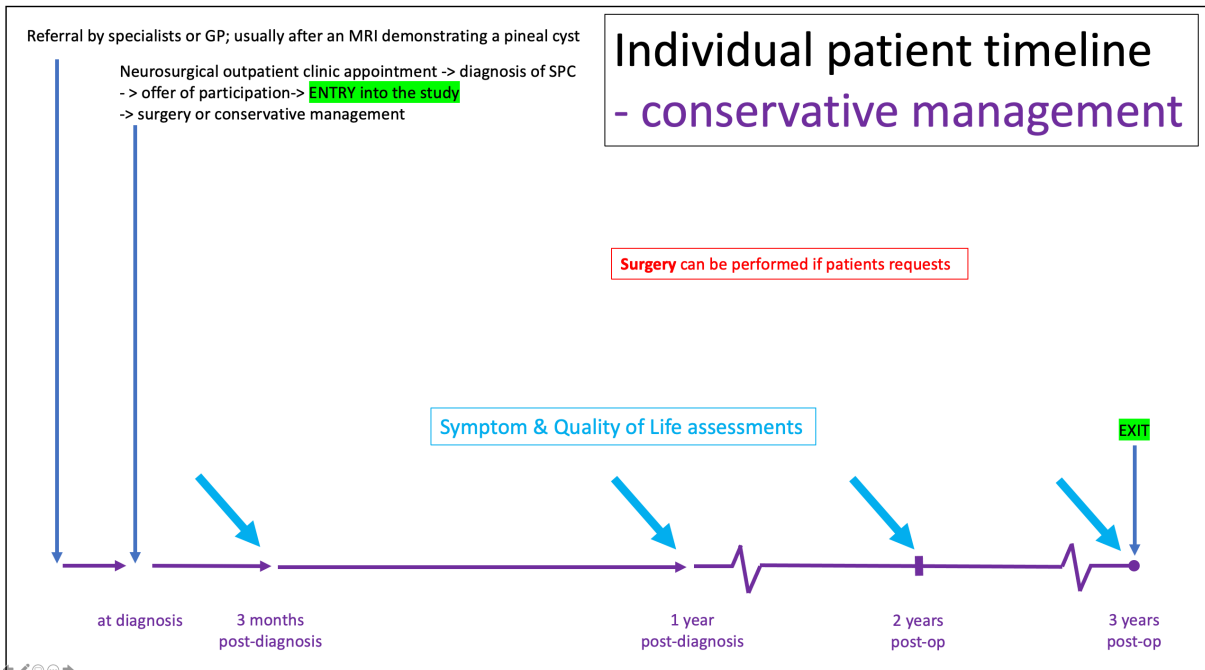 Referral by specialists or GP; usually after an MRI demonstrating a pineal cyst
Neurosurgical outpatient clinic appointment -> diagnosis of SPC
- > offer of participation-> ENTRY into the study
-> surgery or conservative management
Individual patient timeline
- conservative management
Surgery can be performed if patients requests
Symptom & Quality of Life assessments
EXIT
at diagnosis
3 months
post-diagnosis
1 year
post-diagnosis
2 years
post-op
3 years
post-op